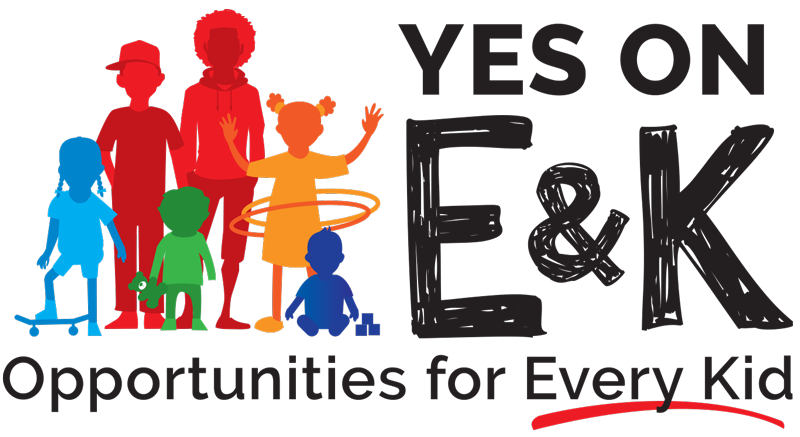 YES ON
E&K
Opportunities for Every Kid